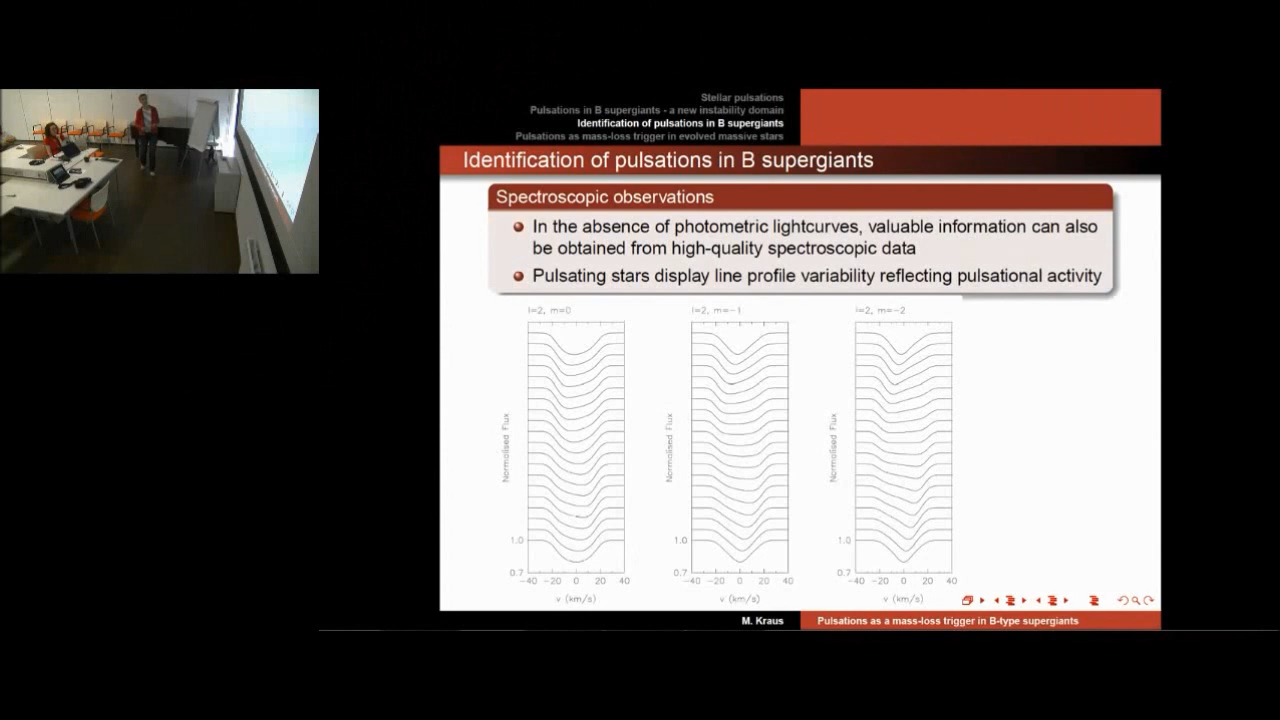 Stellar pulsations
Pulsations in B supergiants - a new instability domain
Identification of pulsations in B supergiants
Pulsations as mass-loss trigger in evolved massive stars
Identification of pulsations in B supergiants
Spectroscopic observations
In the absence of photometric lightcurves, valuable information can also
be obtained from high-quality spectroscopic data
Pulsating stars display line profile variability reflecting pulsational activity
l=2, m=0
l=2, m=-1
l=2, m=-2
Normalised Flux
Normalised Flux
Normalised Flux
1.0
1.0
1.0
0.7
0.7
0.7
-40 -20 0 20 40
-40 -20 0 20 40
-40 -20 0 20 40
v (km/s)
v (km/s)
v (km/s)
M. Kraus
Pulsations as a mass-loss trigger in B-type supergiants